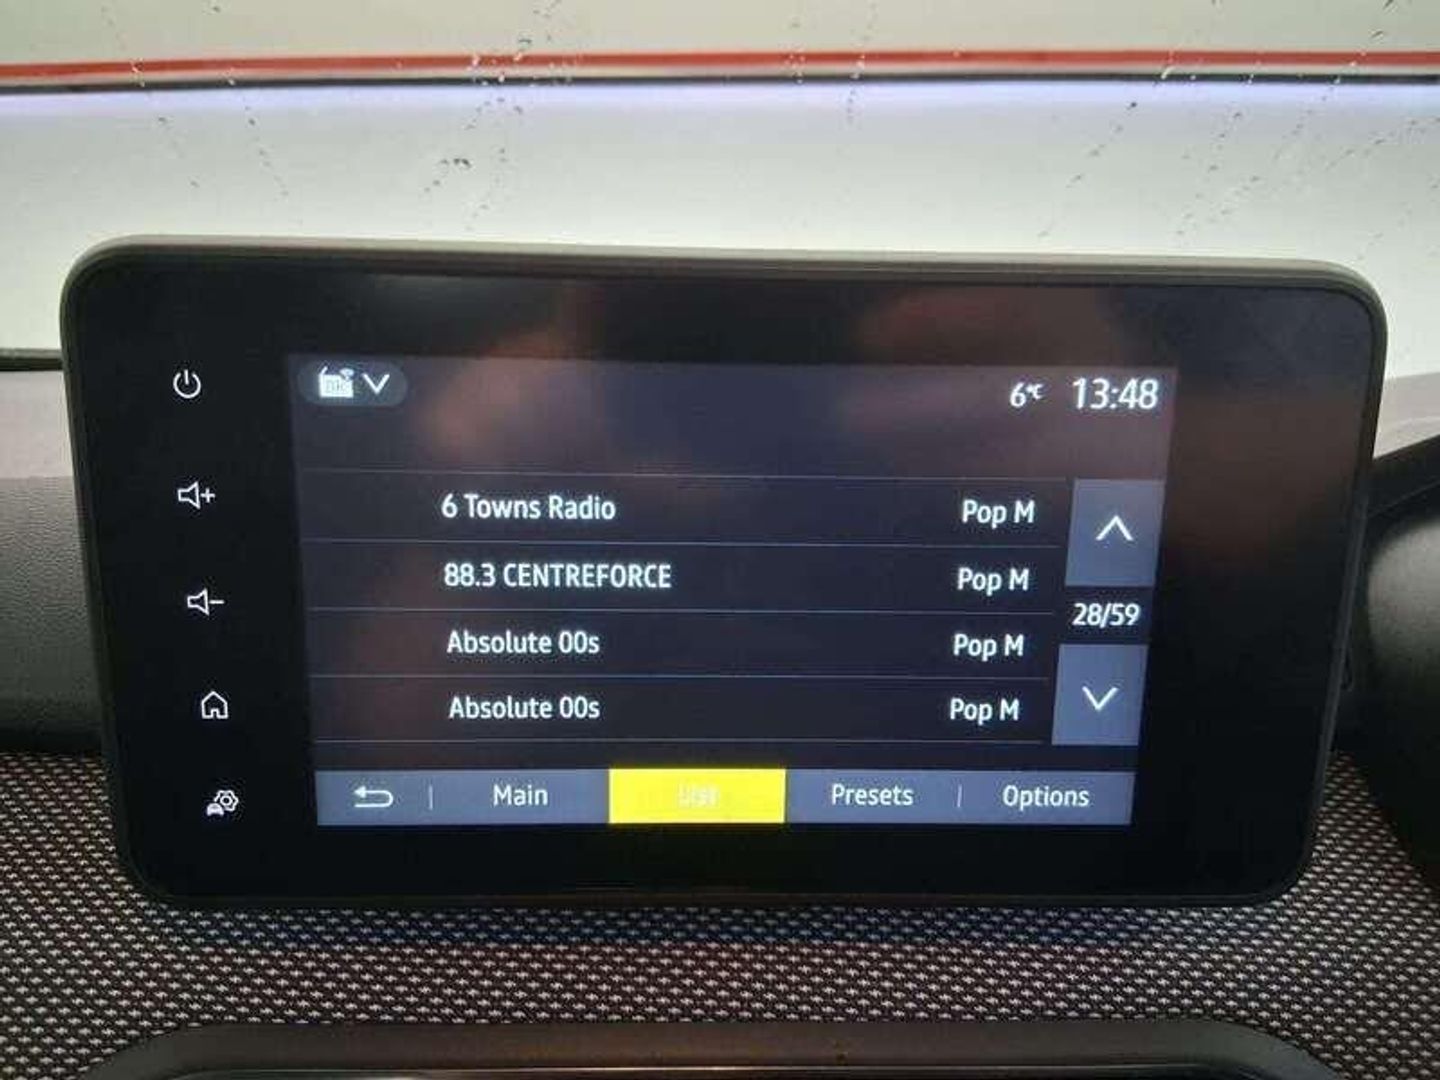 6°C 13:48
6 Towns Radio Pop M
88.3 CENTREFORCE Pop M
28/59
Absolute 00s Pop M
Absolute 00s Pop M
Main List Presets Options